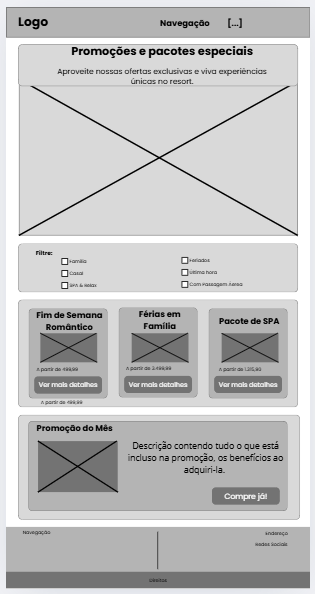 Logo
Navegação [...]
Promoções e pacotes especiais
Aproveite nossas ofertas exclusivas e viva experiências
únicas no resort.
Filtro:
Família
Casal
SPA & Relax
Feriados
Última hora
Com Passagem Aérea
Fim de Semana
Romântico
A partir de 499,99
Ver mais detalhes
A partir de 499,99
Férias em
Família
A partir de 2.499,99
Ver mais detalhes
Pacote de SPA
A partir de
Ver mais detalhes
Promoção do Mês
Descrição contendo tudo o que está
incluso na promoção, os benefícios ao
adquiri-la.
Compre já!
Navegação
Endereço
Redes Sociais
Direitos